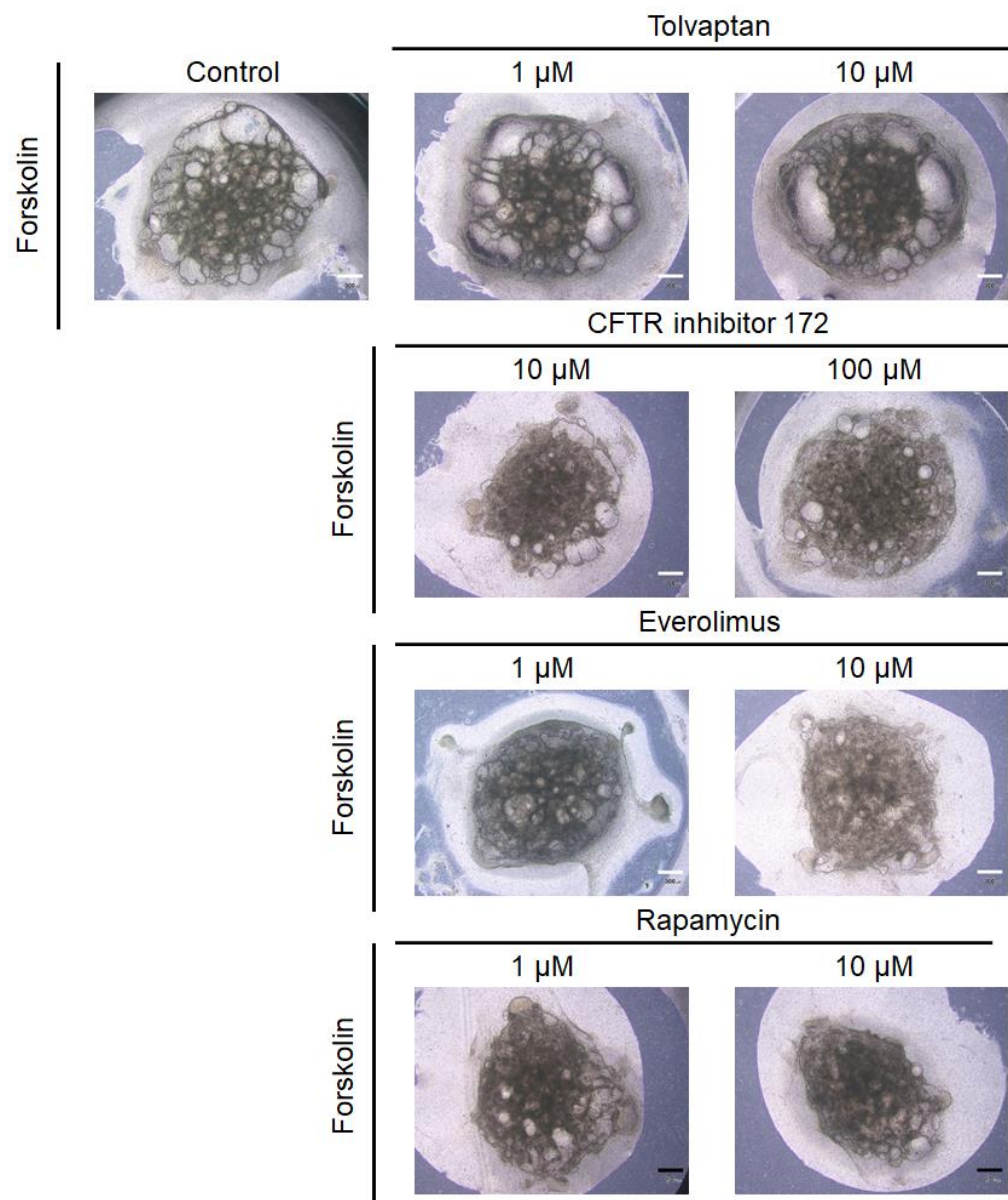 Tolvaptan
Control
1 µM
10 µM
Forskolin
CFTR inhibitor 172
10 µM
100 µM
Forskolin
Everolimus
1 µM
10 µM
Forskolin
Rapamycin
1 µM
10 µM
Forskolin